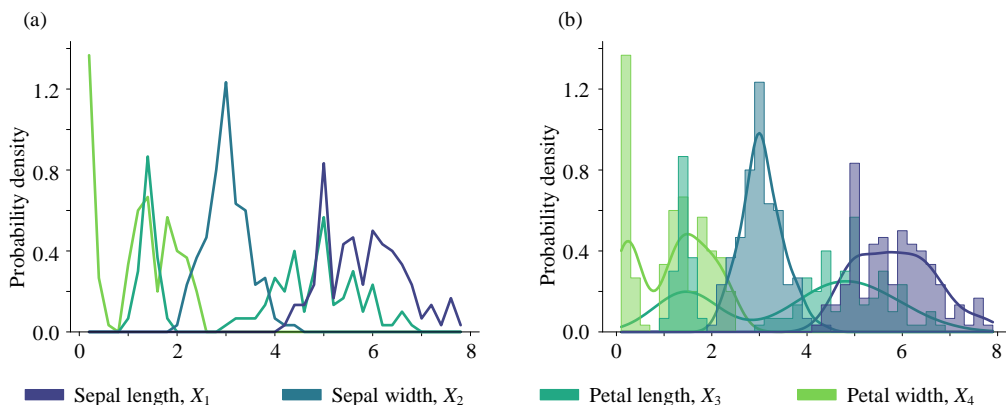 (a)
(b)
Probability density
1.2
0.8
0.4
0.0
0 2 4 6 8
Probability density
1.2
0.8
0.4
0.0
0 2 4 6 8
Sepal length, X₁
Sepal width, X₂
Petal length, X₃
Petal width, X₄